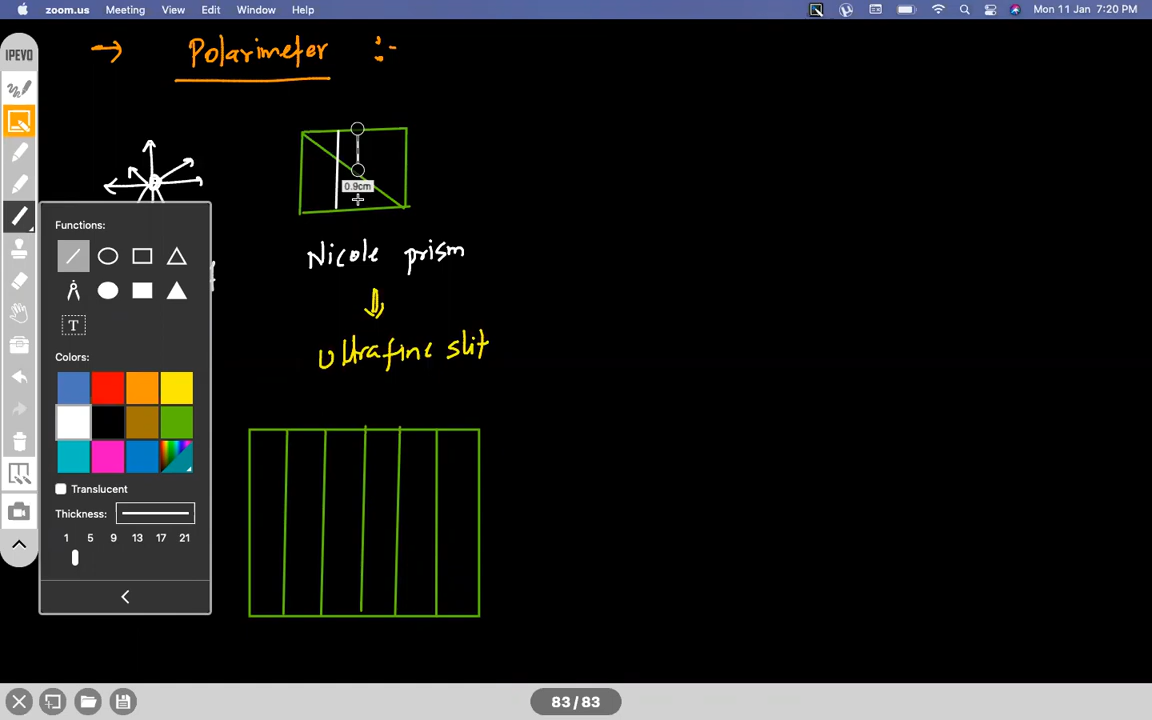 zoom.us Meeting View Edit Window Help Mon 11 Jan 7:20 PM
IPEVO
→ Polarimeter :-
0.9cm
Nicole prism
⇓
Ultrafine slit
Functions:
T
Colors:
Translucent
Thickness:
1 5 9 13 17 21
83/83